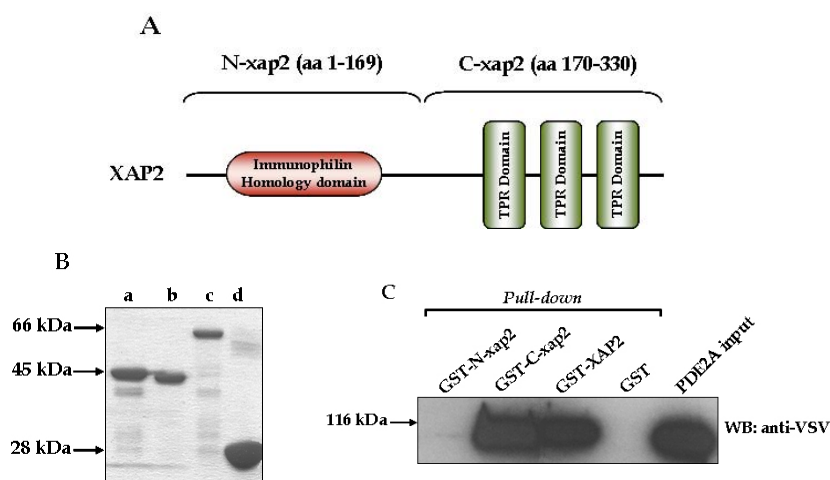 A
N-xap2 (aa 1-169)
C-xap2 (aa 170-330)
XAP2
Immunophilin
Homology domain
TPR Domain
TPR Domain
TPR Domain
B
a b c d
66 kDa
45 kDa
28 kDa
C
Pull-down
GST-N-xap2
GST-C-xap2
GST-XAP2
GST
PDE2A input
116 kDa
WB: anti-VSV